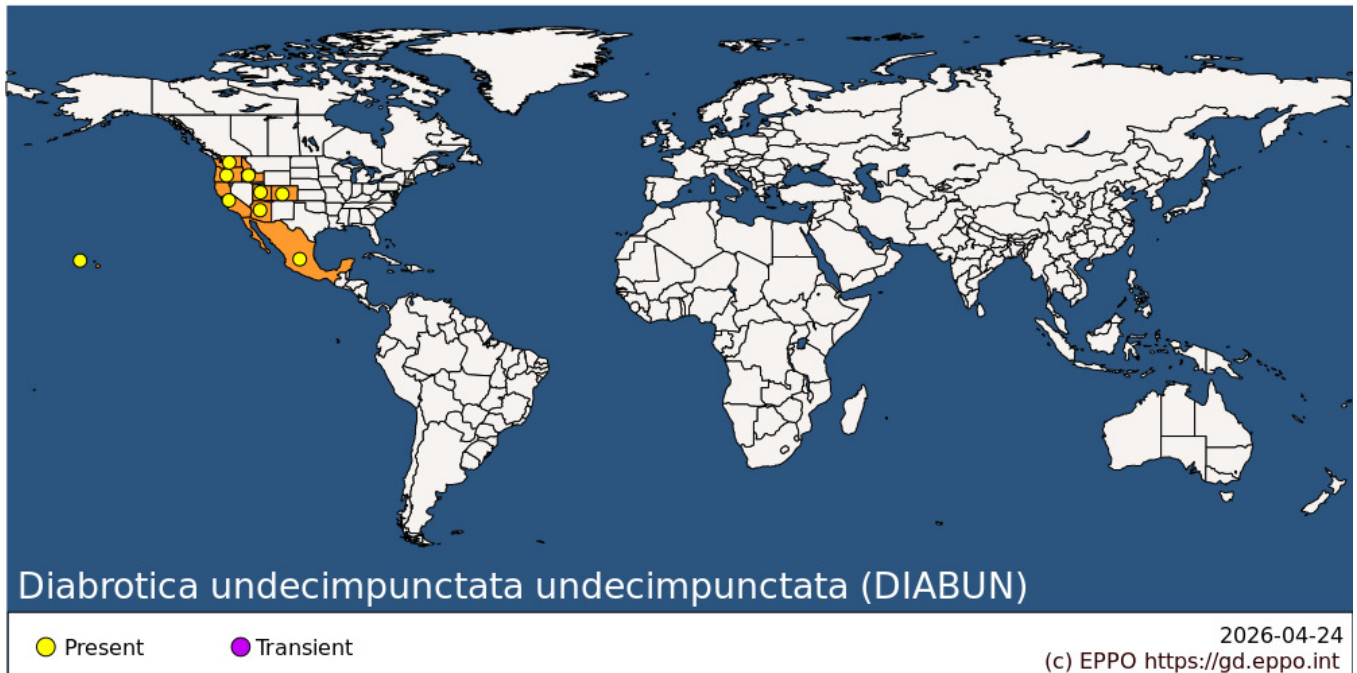 Diabrotica undecimpunctata undecimpunctata (DIABUN)
Present
Transient
2026-04-24
(c) EPPO https://gd.eppo.int